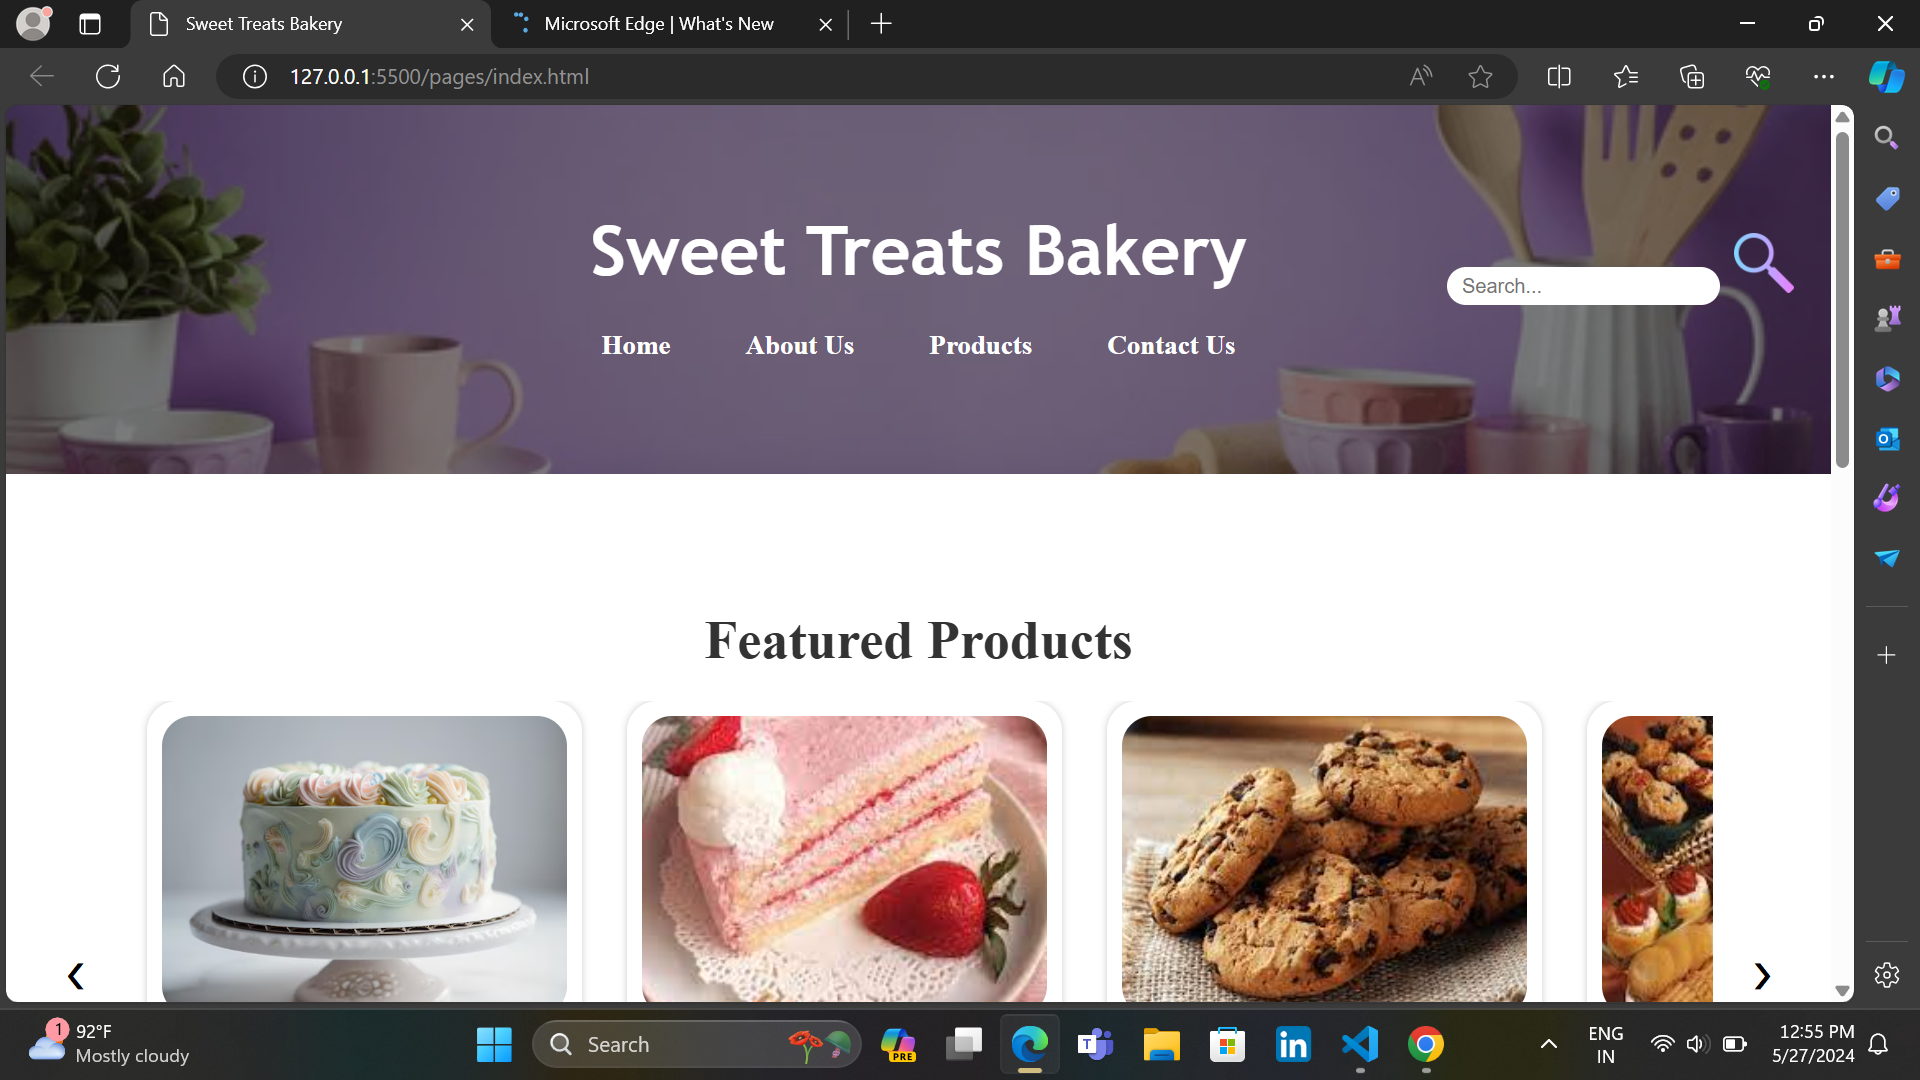 Sweet Treats Bakery
Microsoft Edge | What's New
127.0.0.1:5500/pages/index.html
Sweet Treats Bakery
Search...
Home About Us Products Contact Us
Featured Products
1
92°F
Mostly cloudy
Search
PRE
ENG
IN
12:55 PM
5/27/2024